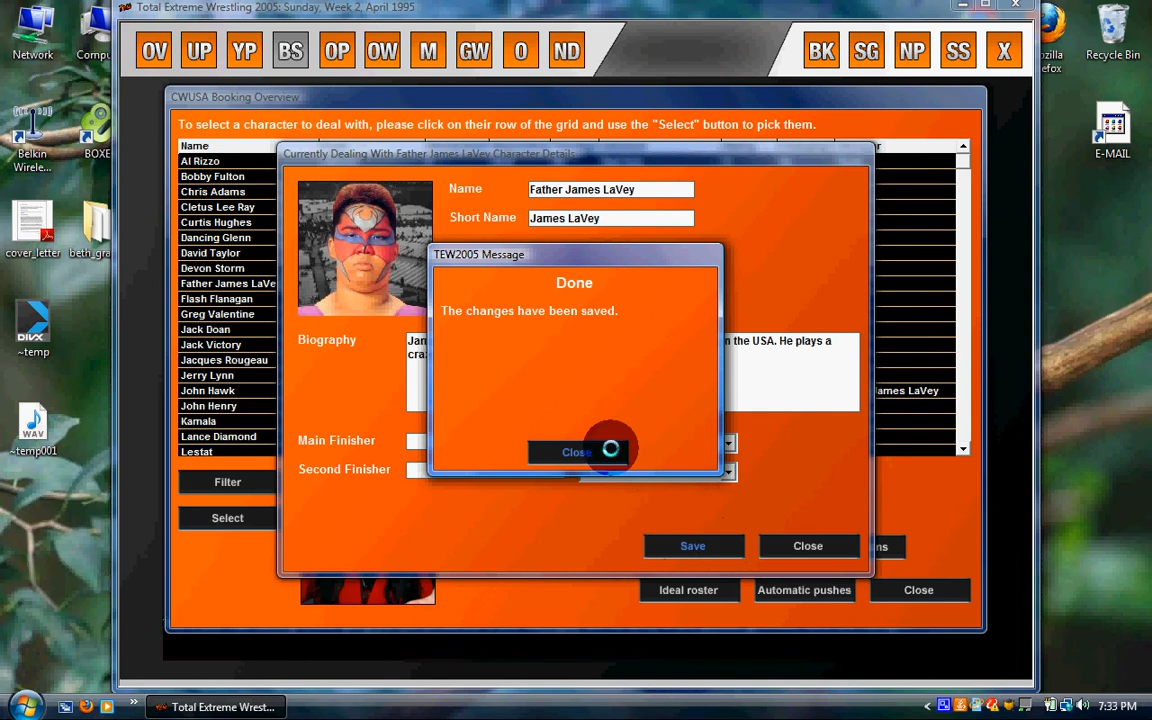 Total Extreme Wrestling 2005: Sunday, Week 2, April 1995
OV UP YP BS OP OW M GW O ND BK SG NP SS X
Network
Recycle Bin
Belkin
Wirele...
E-MAIL
cover_letter
~temp
~temp001
CWUSA Booking Overview
To select a character to deal with, please click on their row of the grid and use the "Select" button to pick them.
Name
Al Rizzo
Bobby Fulton
Chris Adams
Cletus Lee Ray
Curtis Hughes
Dancing Glenn
David Taylor
Devon Storm
Father James LaVe
Flash Flanagan
Greg Valentine
Jack Doan
Jack Victory
Jacques Rougeau
Jerry Lynn
John Hawk
John Henry
Kamala
Lance Diamond
Lestat
Filter
Select
Currently Dealing With Father James LaVey Character Details
Name Father James LaVey
Short Name James LaVey
Biography
n the USA. He plays a
Main Finisher
Second Finisher
Save Close
TEW2005 Message
Done
The changes have been saved.
Close
ames LaVey
ns
Ideal roster Automatic pushes Close
Total Extreme Wrest...
7:33 PM